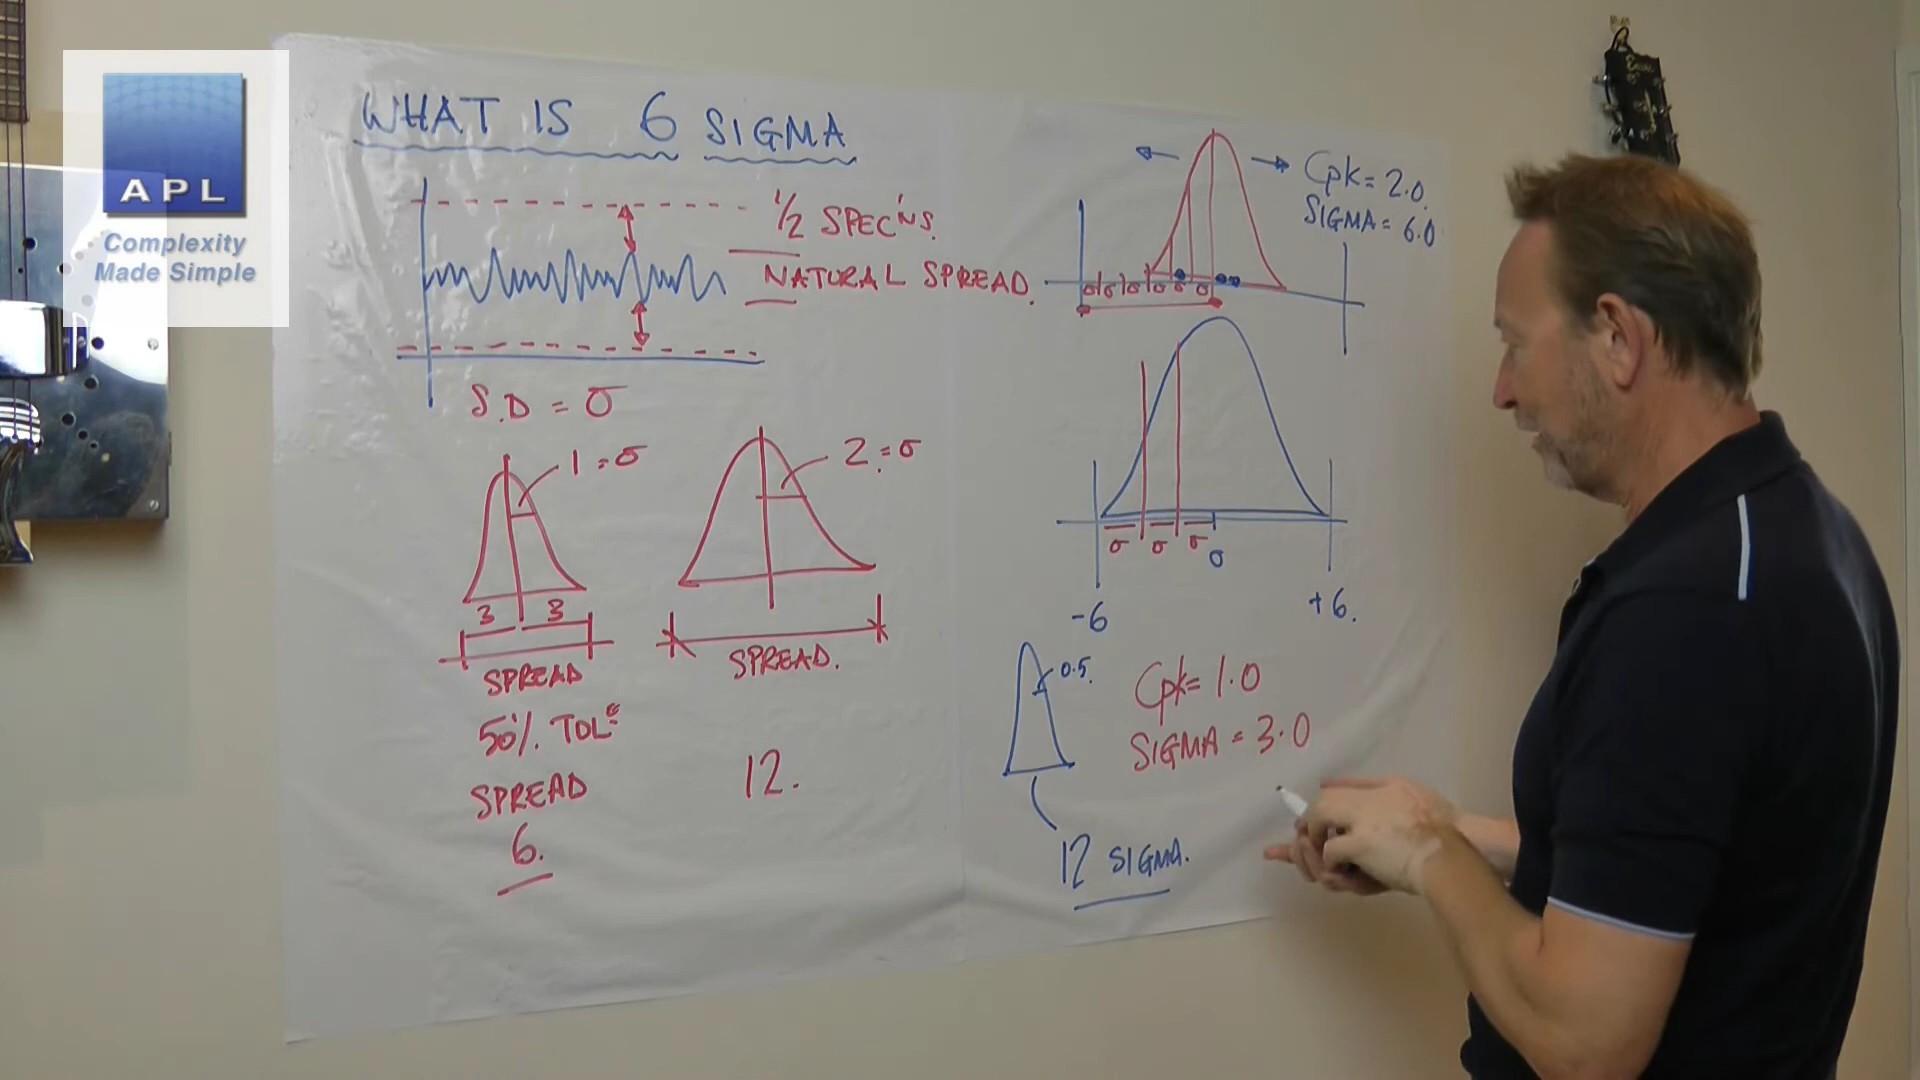 APL
Complexity
Made Simple
WHAT IS 6 SIGMA
1/2 SPEC'NS.
NATURAL SPREAD.
S.D = σ
1 = σ
2 = σ
3 3
SPREAD
SPREAD.
50% TOLᶜᵉ
SPREAD
6.
12.
Cpk = 2.0.
SIGMA = 6.0
σ σ σ σ σ σ
σ σ σ 0
-6 +6.
0.5.
Cpk = 1.0
SIGMA = 3.0
12 SIGMA.